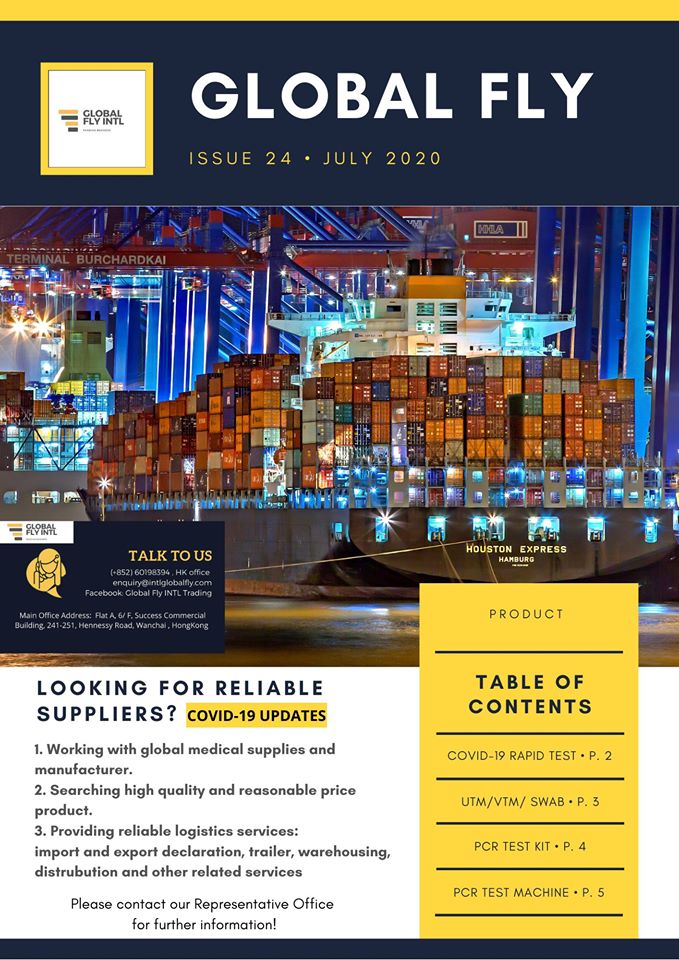 GLOBAL
FLY INTL
GLOBAL FLY
ISSUE 24 • JULY 2020
TERMINAL BURCHARDKAI
HHLA
HOUSTON EXPRESS
HAMBURG
GLOBAL
FLY INTL
TALK TO US
(+852) 60198394 , HK office
enquiry@intlglobalfly.com
Facebook: Global Fly INTL Trading
Main Office Address: Flat A, 6/ F, Success Commercial
Building, 241-251, Hennessy Road, Wanchai , HongKong
LOOKING FOR RELIABLE
SUPPLIERS? COVID-19 UPDATES
1. Working with global medical supplies and
manufacturer.
2. Searching high quality and reasonable price
product.
3. Providing reliable logistics services:
import and export declaration, trailer, warehousing,
distrubution and other related services
Please contact our Representative Office
for further information!
PRODUCT
TABLE OF
CONTENTS
COVID-19 RAPID TEST • P. 2
UTM/VTM/ SWAB • P. 3
PCR TEST KIT • P. 4
PCR TEST MACHINE • P. 5